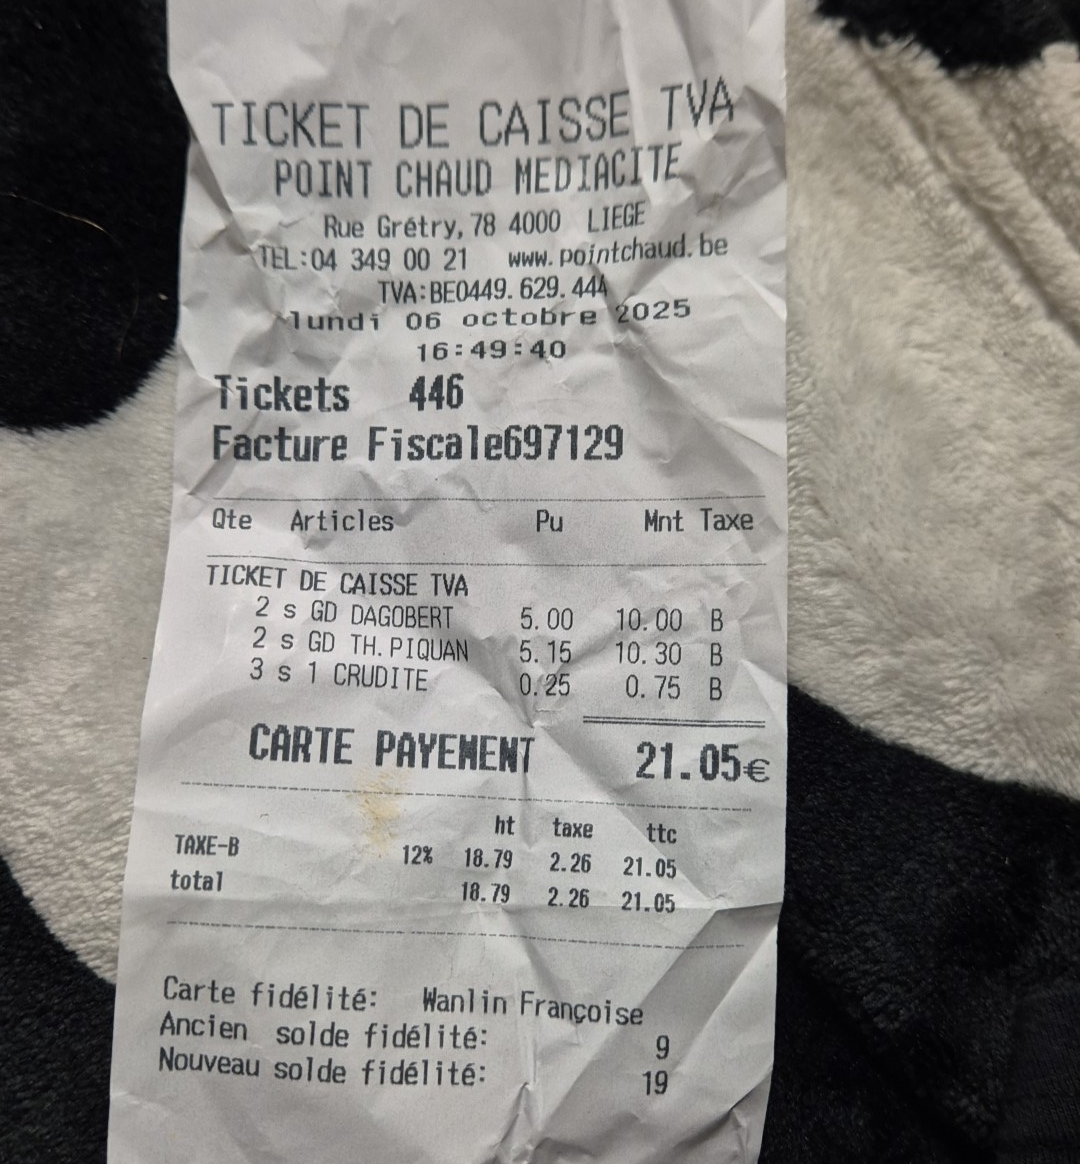 TICKET DE CAISSE TVA
POINT CHAUD MEDIACITE
Rue Grétry, 78 4000 LIEGE
TEL:04 349 00 21 www.pointchaud.be
TVA:BE0449.629.444
lundi 06 octobre 2025
16:49:40
Tickets 446
Facture Fiscale697129
Qte Articles Pu Mnt Taxe
TICKET DE CAISSE TVA
2 s GD DAGOBERT 5.00 10.00 B
2 s GD TH.PIQUAN 5.15 10.30 B
3 s 1 CRUDITE 0.25 0.75 B
CARTE PAYEMENT 21.05€
ht taxe ttc
TAXE-B 12% 18.79 2.26 21.05
total 18.79 2.26 21.05
Carte fidélité: Wanlin Françoise
Ancien solde fidélité: 9
Nouveau solde fidélité: 19